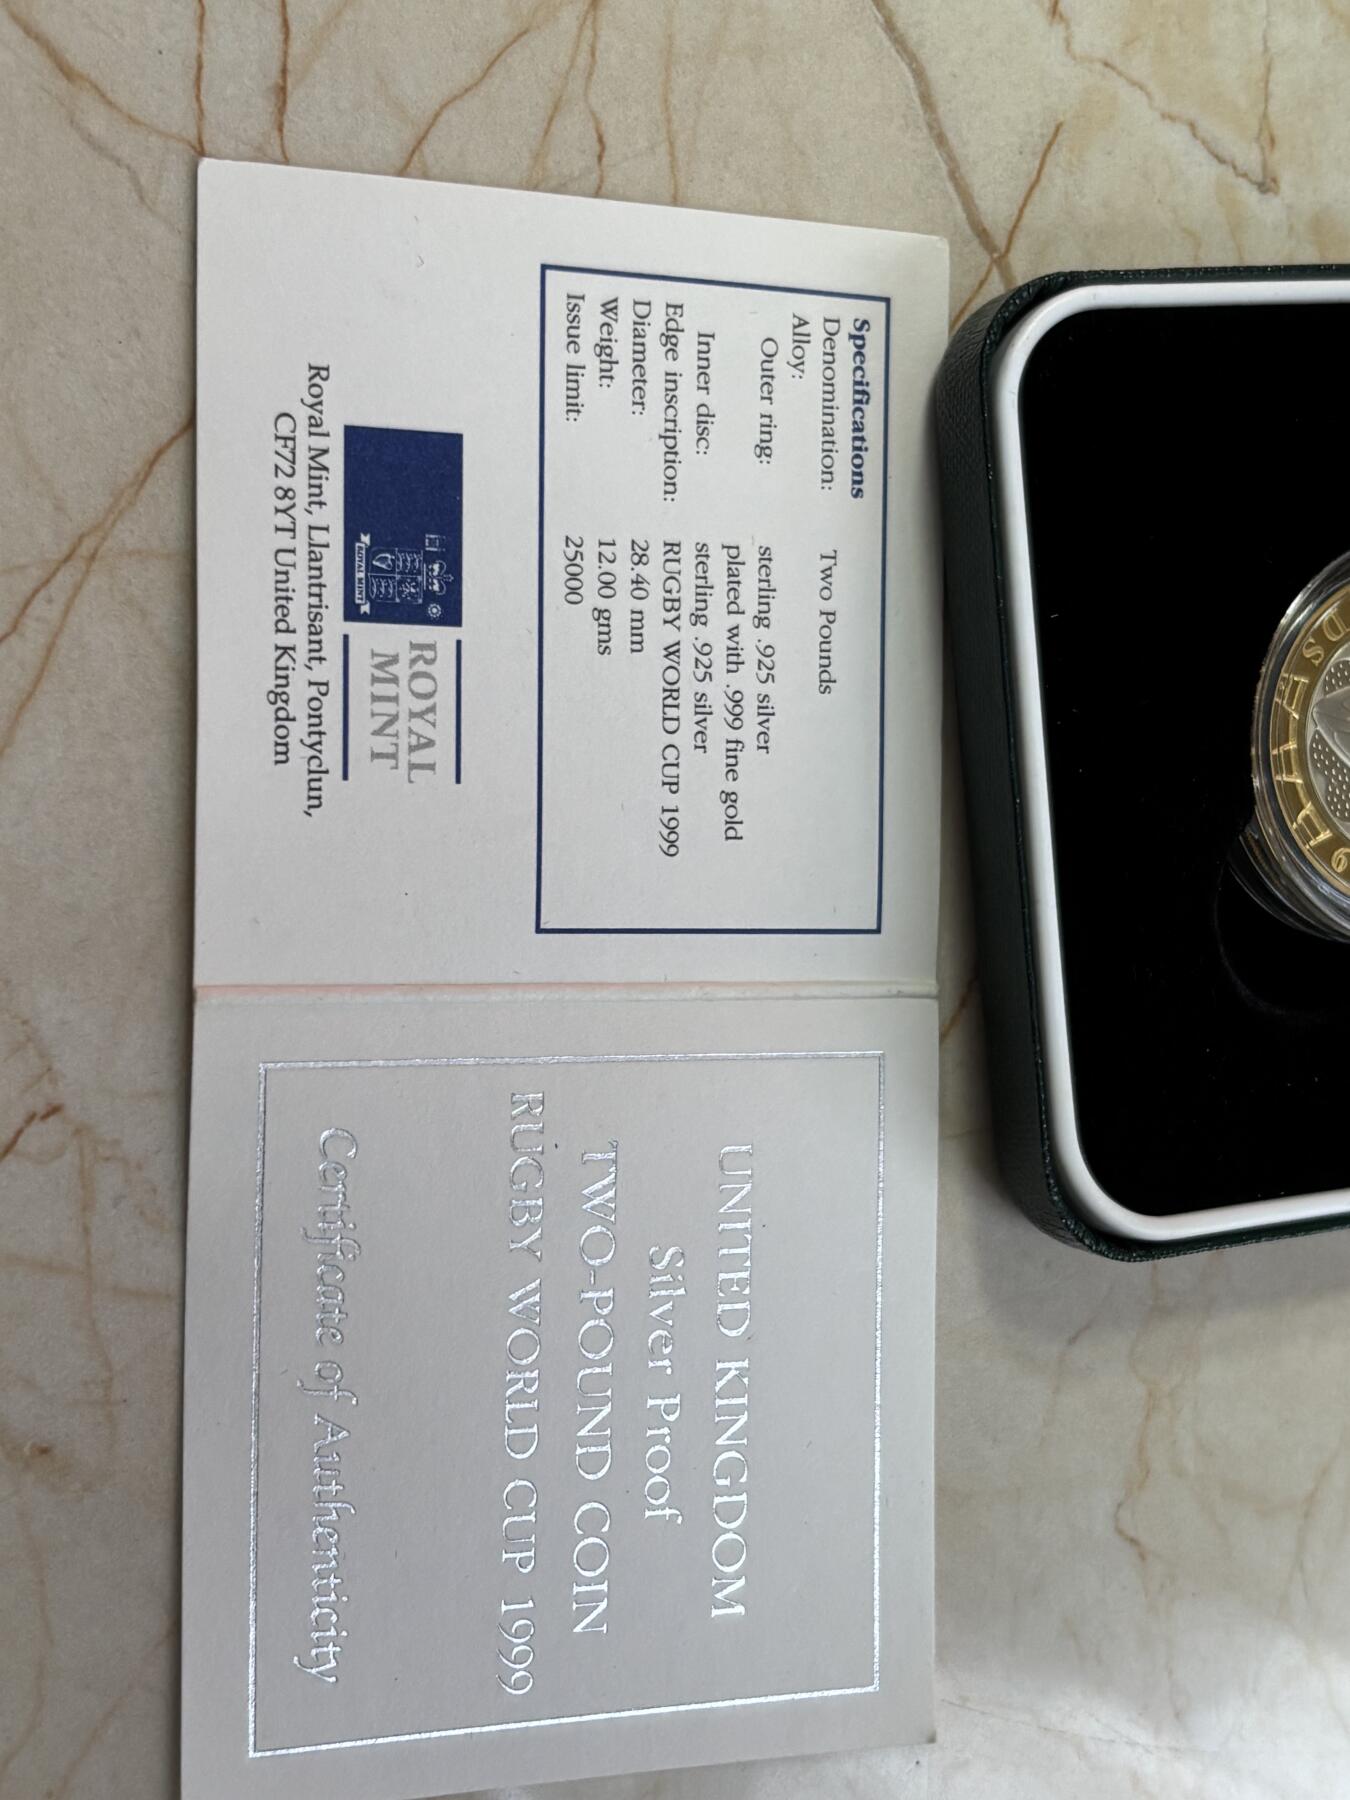 Specifications
Denomination: Two Pounds
Alloy:
Outer ring: sterling .925 silver
plated with .999 fine gold
Inner disc: sterling .925 silver
Edge inscription: RUGBY WORLD CUP 1999
Diameter: 28.40 mm
Weight: 12.00 gms
Issue limit: 25000
ROYAL MINT
ROYAL
MINT
Royal Mint, Llantrisant, Pontyclun,
CF72 8YT United Kingdom
UNITED KINGDOM
Silver Proof
TWO-POUND COIN
RUGBY WORLD CUP 1999
Certificate of Authenticity